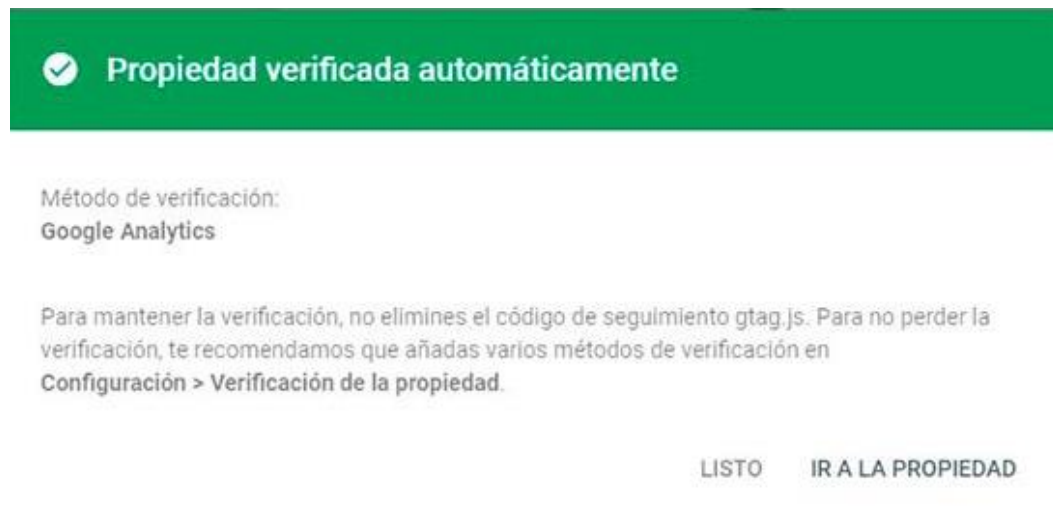 Propiedad verificada automáticamente
Método de verificación:
Google Analytics
Para mantener la verificación, no elimines el código de seguimiento gtag.js. Para no perder la
verificación, te recomendamos que añadas varios métodos de verificación en
Configuración > Verificación de la propiedad.
LISTO IR A LA PROPIEDAD